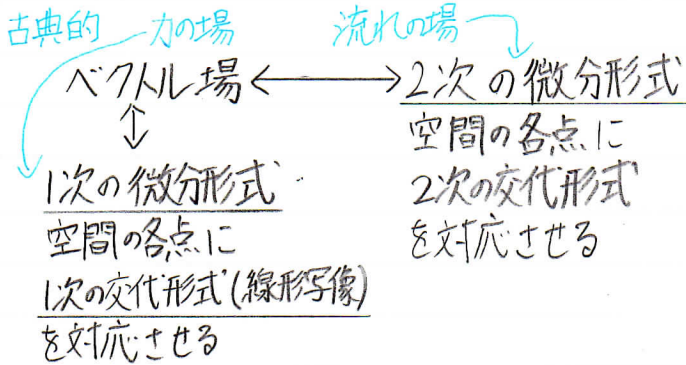 古典的 力の場 流れの場
ベクトル場 ⟷ 2次の微分形式
↕
空間の各点に
2次の交代形式
を対応させる
1次の微分形式
空間の各点に
1次の交代形式(線形写像)
を対応させる